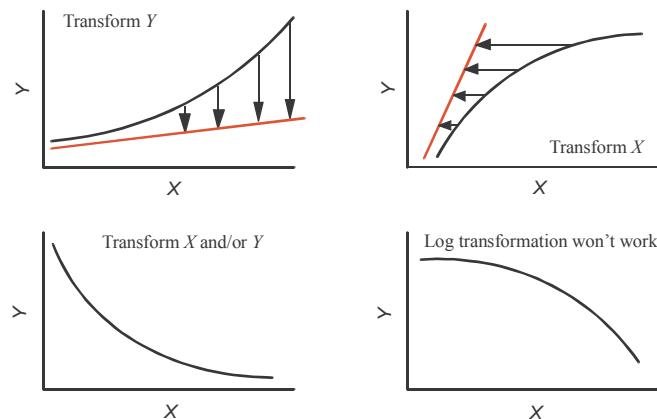 Transform Y
Y
X
Y
Transform X
X
Transform X and/or Y
Y
X
Log transformation won’t work
Y
X